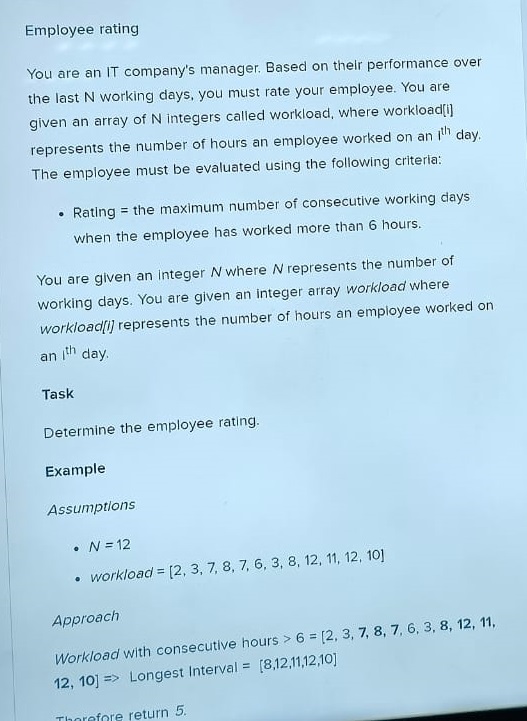 Employee rating
You are an IT company's manager. Based on their performance over
the last N working days, you must rate your employee. You are
given an array of N integers called workload, where workload[i]
represents the number of hours an employee worked on an ith day.
The employee must be evaluated using the following criteria:
• Rating = the maximum number of consecutive working days
when the employee has worked more than 6 hours.
You are given an integer N where N represents the number of
working days. You are given an integer array workload where
workload[i] represents the number of hours an employee worked on
an ith day.
Task
Determine the employee rating.
Example
Assumptions
• N = 12
• workload = [2, 3, 7, 8, 7, 6, 3, 8, 12, 11, 12, 10]
Approach
Workload with consecutive hours > 6 = [2, 3, 7, 8, 7, 6, 3, 8, 12, 11,
12, 10] => Longest Interval = [8,12,11,12,10]
Therefore return 5.